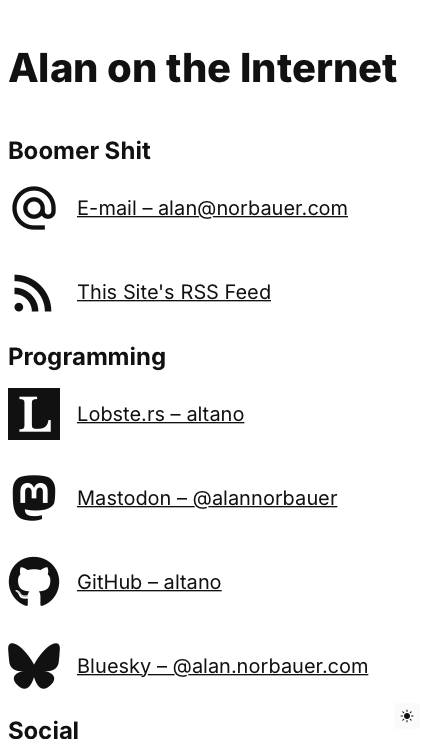 Alan on the Internet
Boomer Shit
E-mail – alan@norbauer.com
This Site's RSS Feed
Programming
L
Lobste.rs – altano
Mastodon – @alannorbauer
GitHub – altano
Bluesky – @alan.norbauer.com
Social